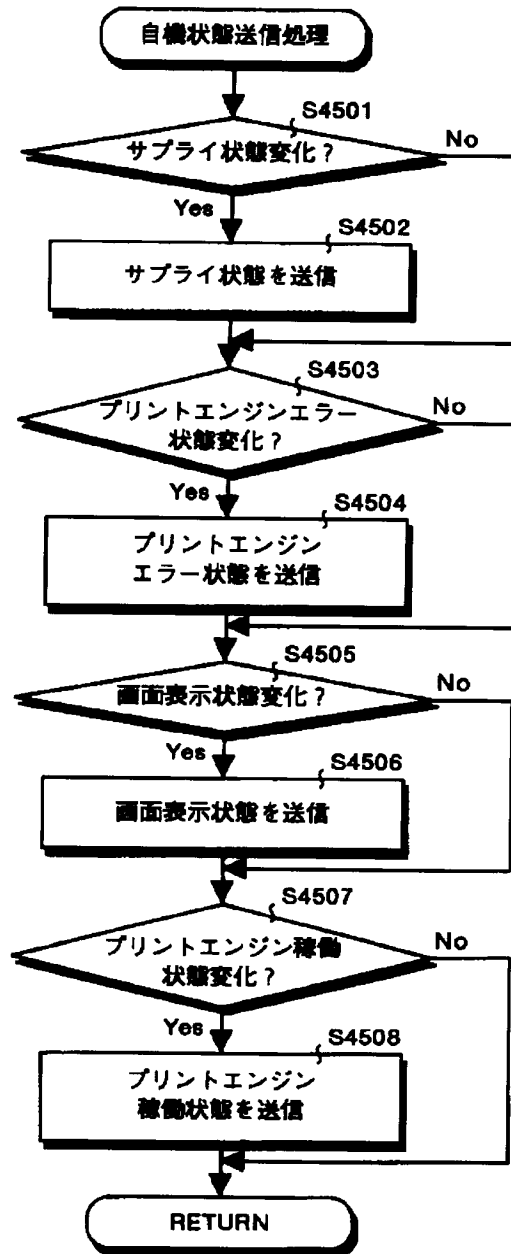 自機状態送信処理
S4501
サプライ状態変化？
No
Yes
S4502
サプライ状態を送信
S4503
プリントエンジンエラー
状態変化？
No
Yes
S4504
プリントエンジン
エラー状態を送信
S4505
画面表示状態変化？
No
Yes
S4506
画面表示状態を送信
S4507
プリントエンジン稼働
状態変化？
No
Yes
S4508
プリントエンジン
稼働状態を送信
RETURN